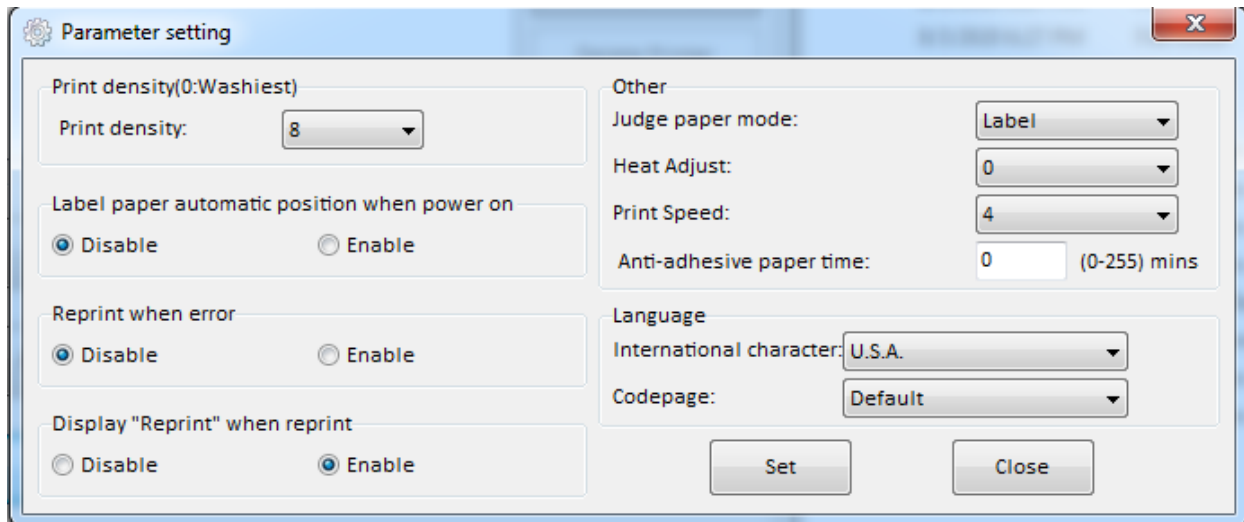 Parameter setting
Print density(0:Washiest)
Print density: 8
Label paper automatic position when power on
Disable Enable
Reprint when error
Disable Enable
Display "Reprint" when reprint
Disable Enable
Other
Judge paper mode: Label
Heat Adjust: 0
Print Speed: 4
Anti-adhesive paper time: 0 (0-255) mins
Language
International character: U.S.A.
Codepage: Default
Set Close